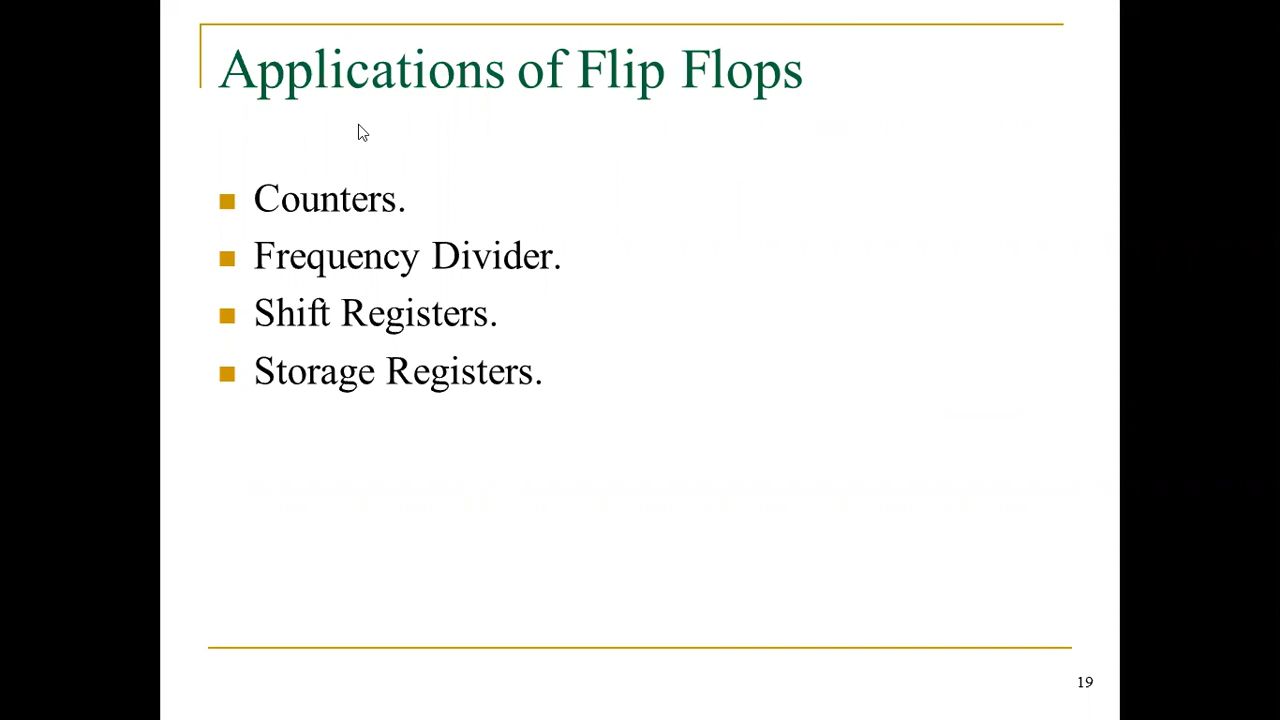 Applications of Flip Flops
Counters.
Frequency Divider.
Shift Registers.
Storage Registers.
19